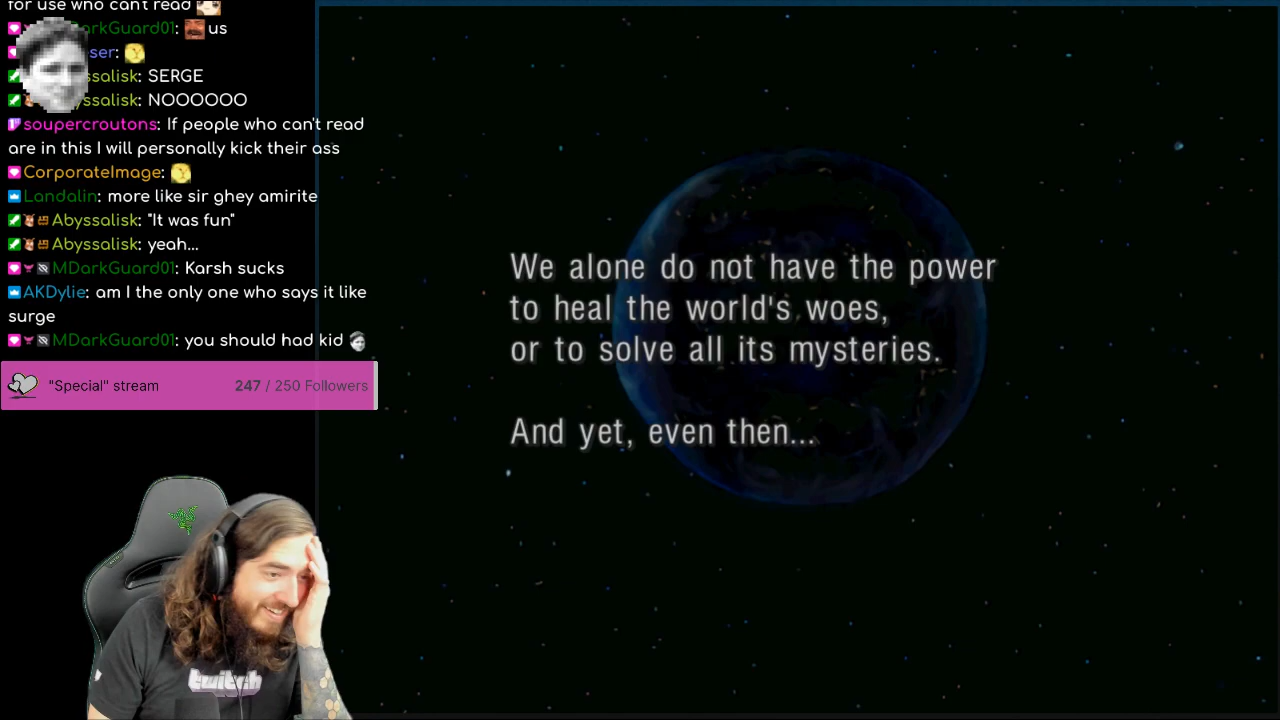 for use who can't read
arkGuard01: us
ser:
ssalisk: SERGE
yssalisk: NOOOOOO
soupercroutons: If people who can't read
are in this I will personally kick their ass
CorporateImage:
Landalin: more like sir ghey amirite
Abyssalisk: "It was fun"
Abyssalisk: yeah...
MDarkGuard01: Karsh sucks
AKDylie: am I the only one who says it like
surge
MDarkGuard01: you should had kid
"Special" stream 247 / 250 Followers
We alone do not have the power
to heal the world's woes,
or to solve all its mysteries.
And yet, even then...
twitch